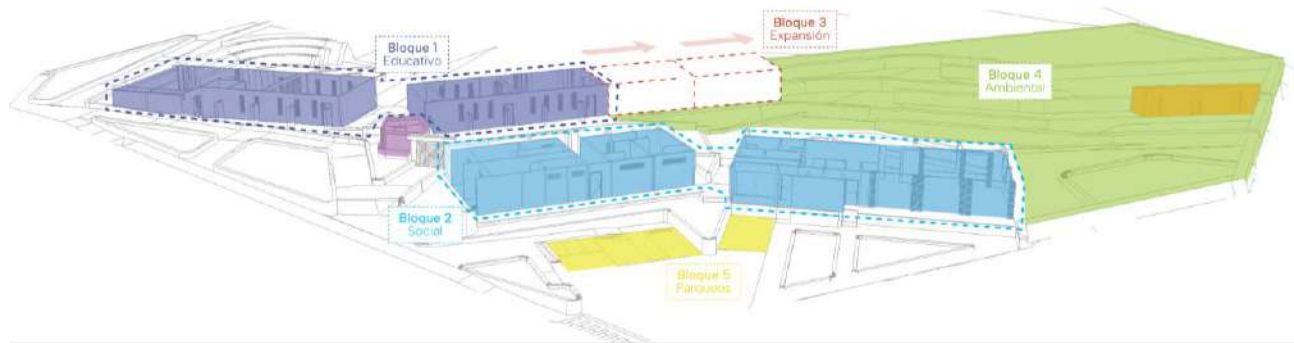 Bloque 1
Educativo
Bloque 3
Expansión
Bloque 4
Ambiental
Bloque 2
Social
Bloque 5
Parqueos